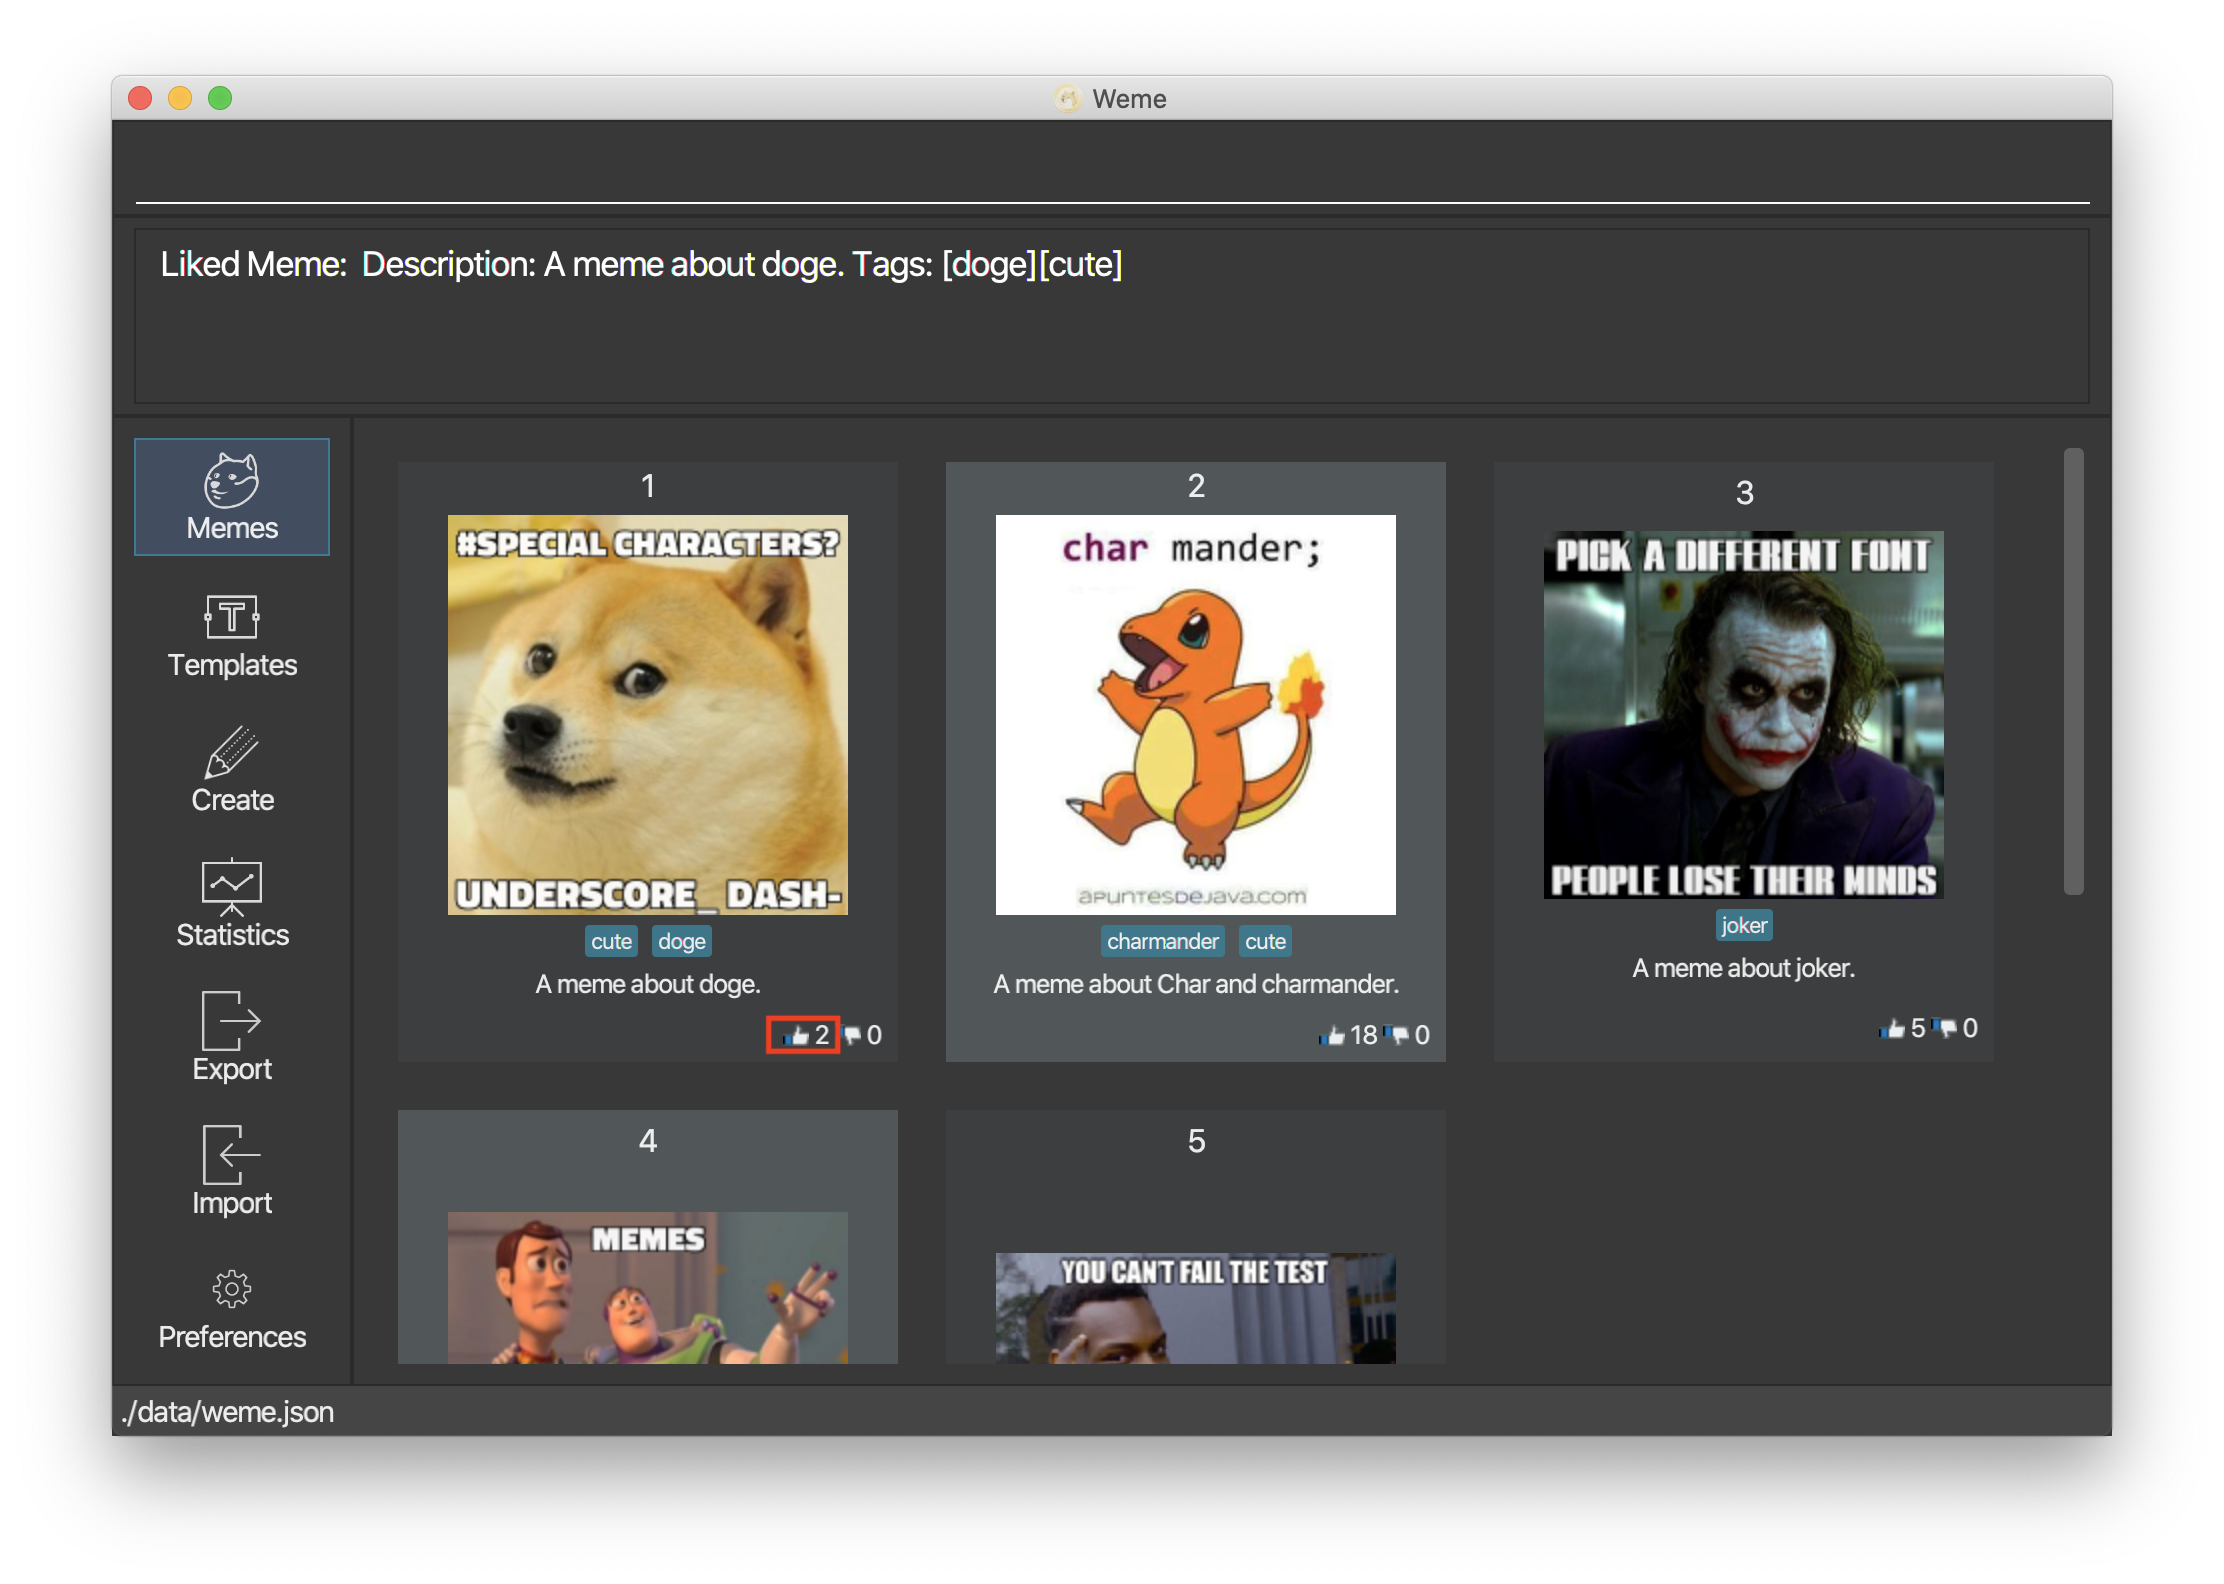 Weme
Liked Meme: Description: A meme about doge. Tags: [doge][cute]
Memes
Templates
Create
Statistics
Export
Import
Preferences
1
#SPECIAL CHARACTERS?
UNDERSCORE_ DASH-
cute doge
A meme about doge.
2 0
2
char mander;
apuntesdejava.com
charmander cute
A meme about Char and charmander.
18 0
3
PICK A DIFFERENT FONT
PEOPLE LOSE THEIR MINDS
joker
A meme about joker.
5 0
4
MEMES
5
YOU CAN'T FAIL THE TEST
./data/weme.json